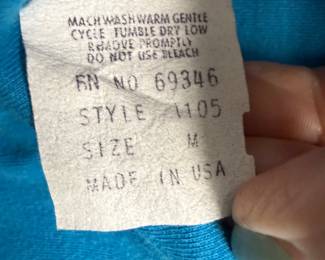 MACH WASH WARM GENTLE
CYCLE TUMBLE DRY LOW
REMOVE PROMPTLY
DO NOT USE BLEACH
RN NO 69346
STYLE 1105
SIZE M
MADE IN USA